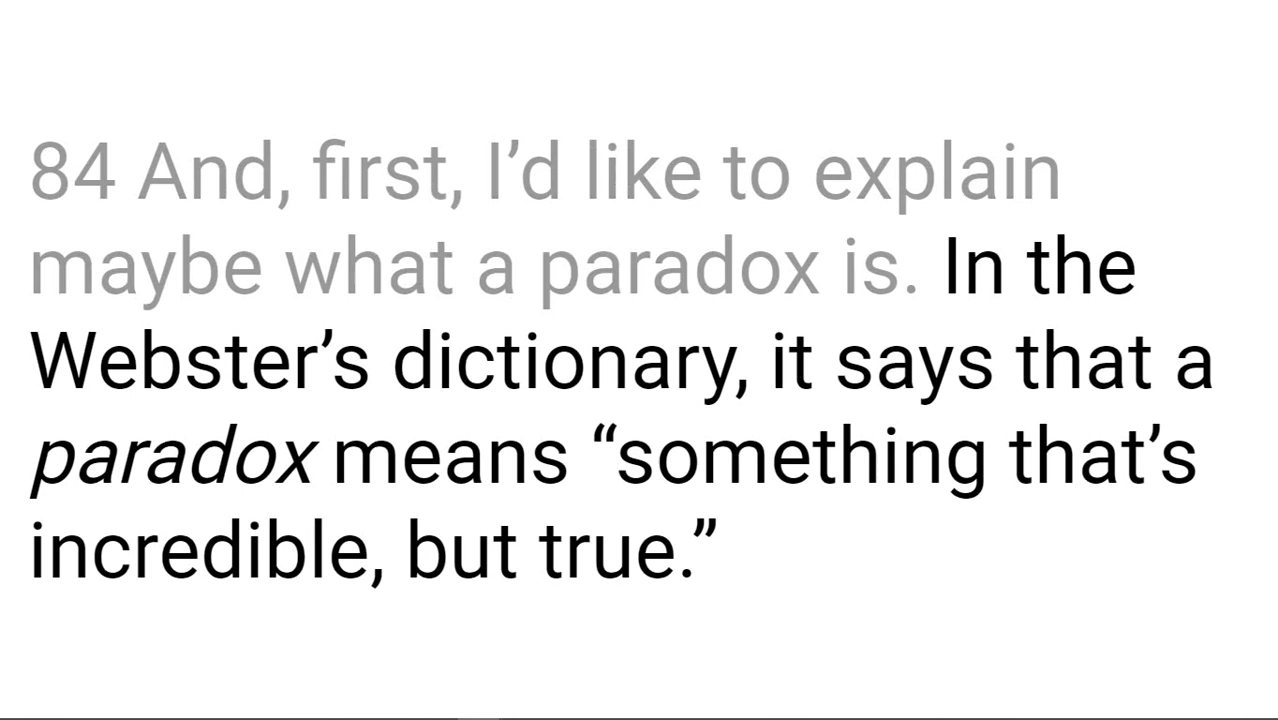 84 And, first, I’d like to explain
maybe what a paradox is. In the
Webster’s dictionary, it says that a
paradox means “something that’s
incredible, but true.”